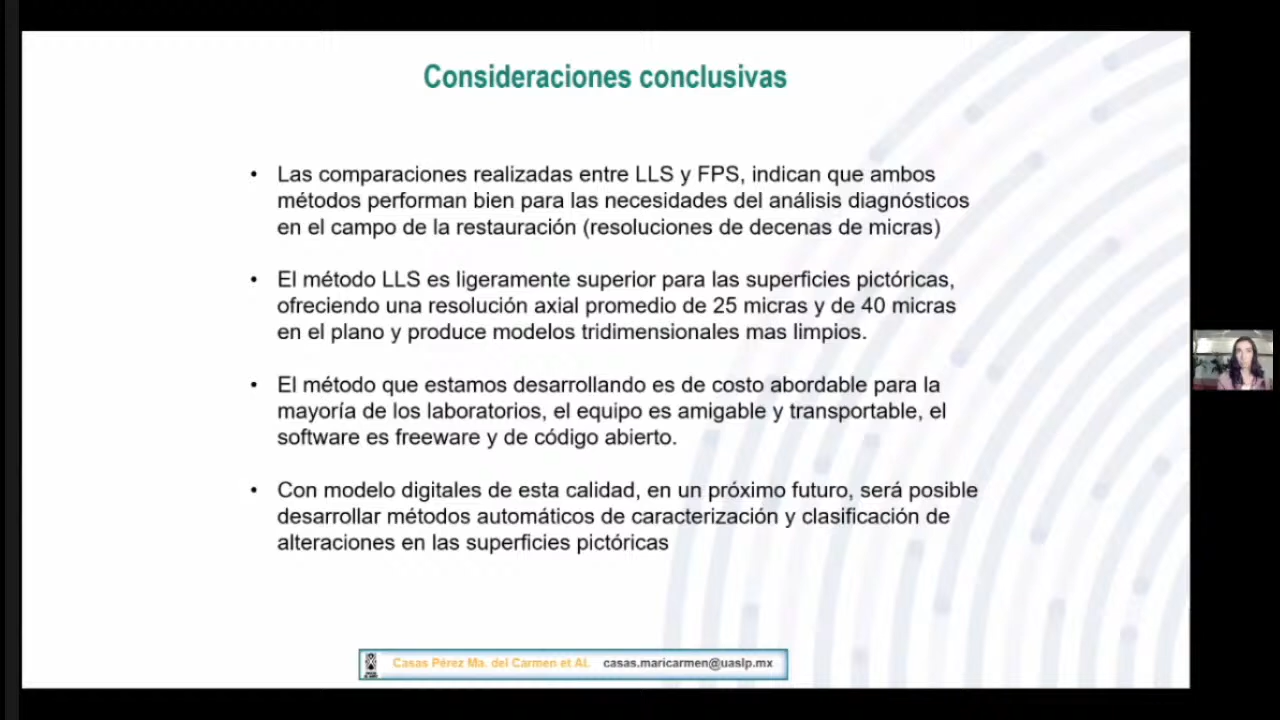 Consideraciones conclusivas
• Las comparaciones realizadas entre LLS y FPS, indican que ambos
métodos performan bien para las necesidades del análisis diagnósticos
en el campo de la restauración (resoluciones de decenas de micras)
• El método LLS es ligeramente superior para las superficies pictóricas,
ofreciendo una resolución axial promedio de 25 micras y de 40 micras
en el plano y produce modelos tridimensionales mas limpios.
• El método que estamos desarrollando es de costo abordable para la
mayoría de los laboratorios, el equipo es amigable y transportable, el
software es freeware y de código abierto.
• Con modelo digitales de esta calidad, en un próximo futuro, será posible
desarrollar métodos automáticos de caracterización y clasificación de
alteraciones en las superficies pictóricas
Casas Pérez Ma. del Carmen et Al. casas.maricarmen@uaslp.mx